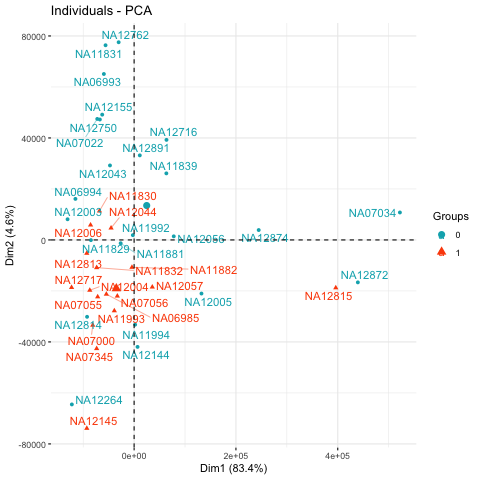 Individuals - PCA
80000
40000
0
-40000
-80000
Dim2 (4.6%)
NA12762
NA11831
NA06993
NA12155
NA12750
NA07022
NA12716
NA12891
NA11839
NA12043
NA06994
NA11830
NA12003
NA12044
NA07034
NA12006
NA11992
NA12056
NA12874
NA11829
NA11881
NA12813
NA11832
NA11882
NA12872
NA12717
NA12004
NA12057
NA12815
NA07055
NA07056
NA12005
NA11993
NA06985
NA12814
NA07000
NA11994
NA07345
NA12144
NA12264
NA12145
0e+00
2e+05
4e+05
Dim1 (83.4%)
Groups
0
1